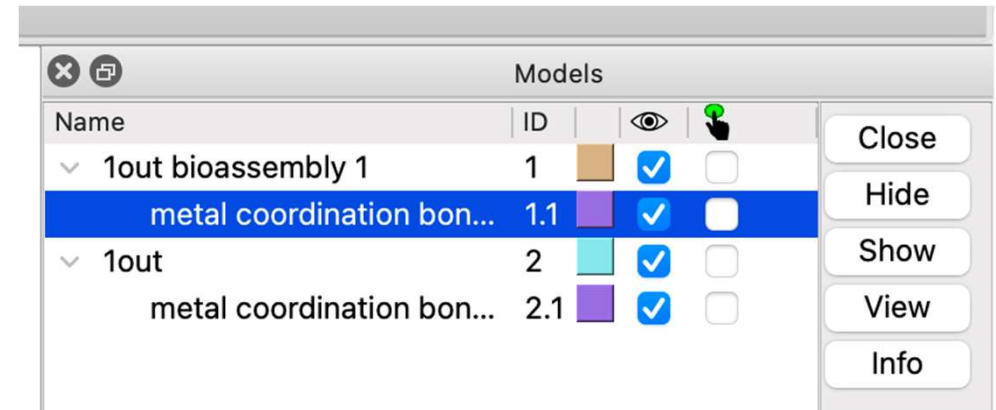 Models
Name ID
1out bioassembly 1 1
metal coordination bon... 1.1
1out 2
metal coordination bon... 2.1
Close
Hide
Show
View
Info